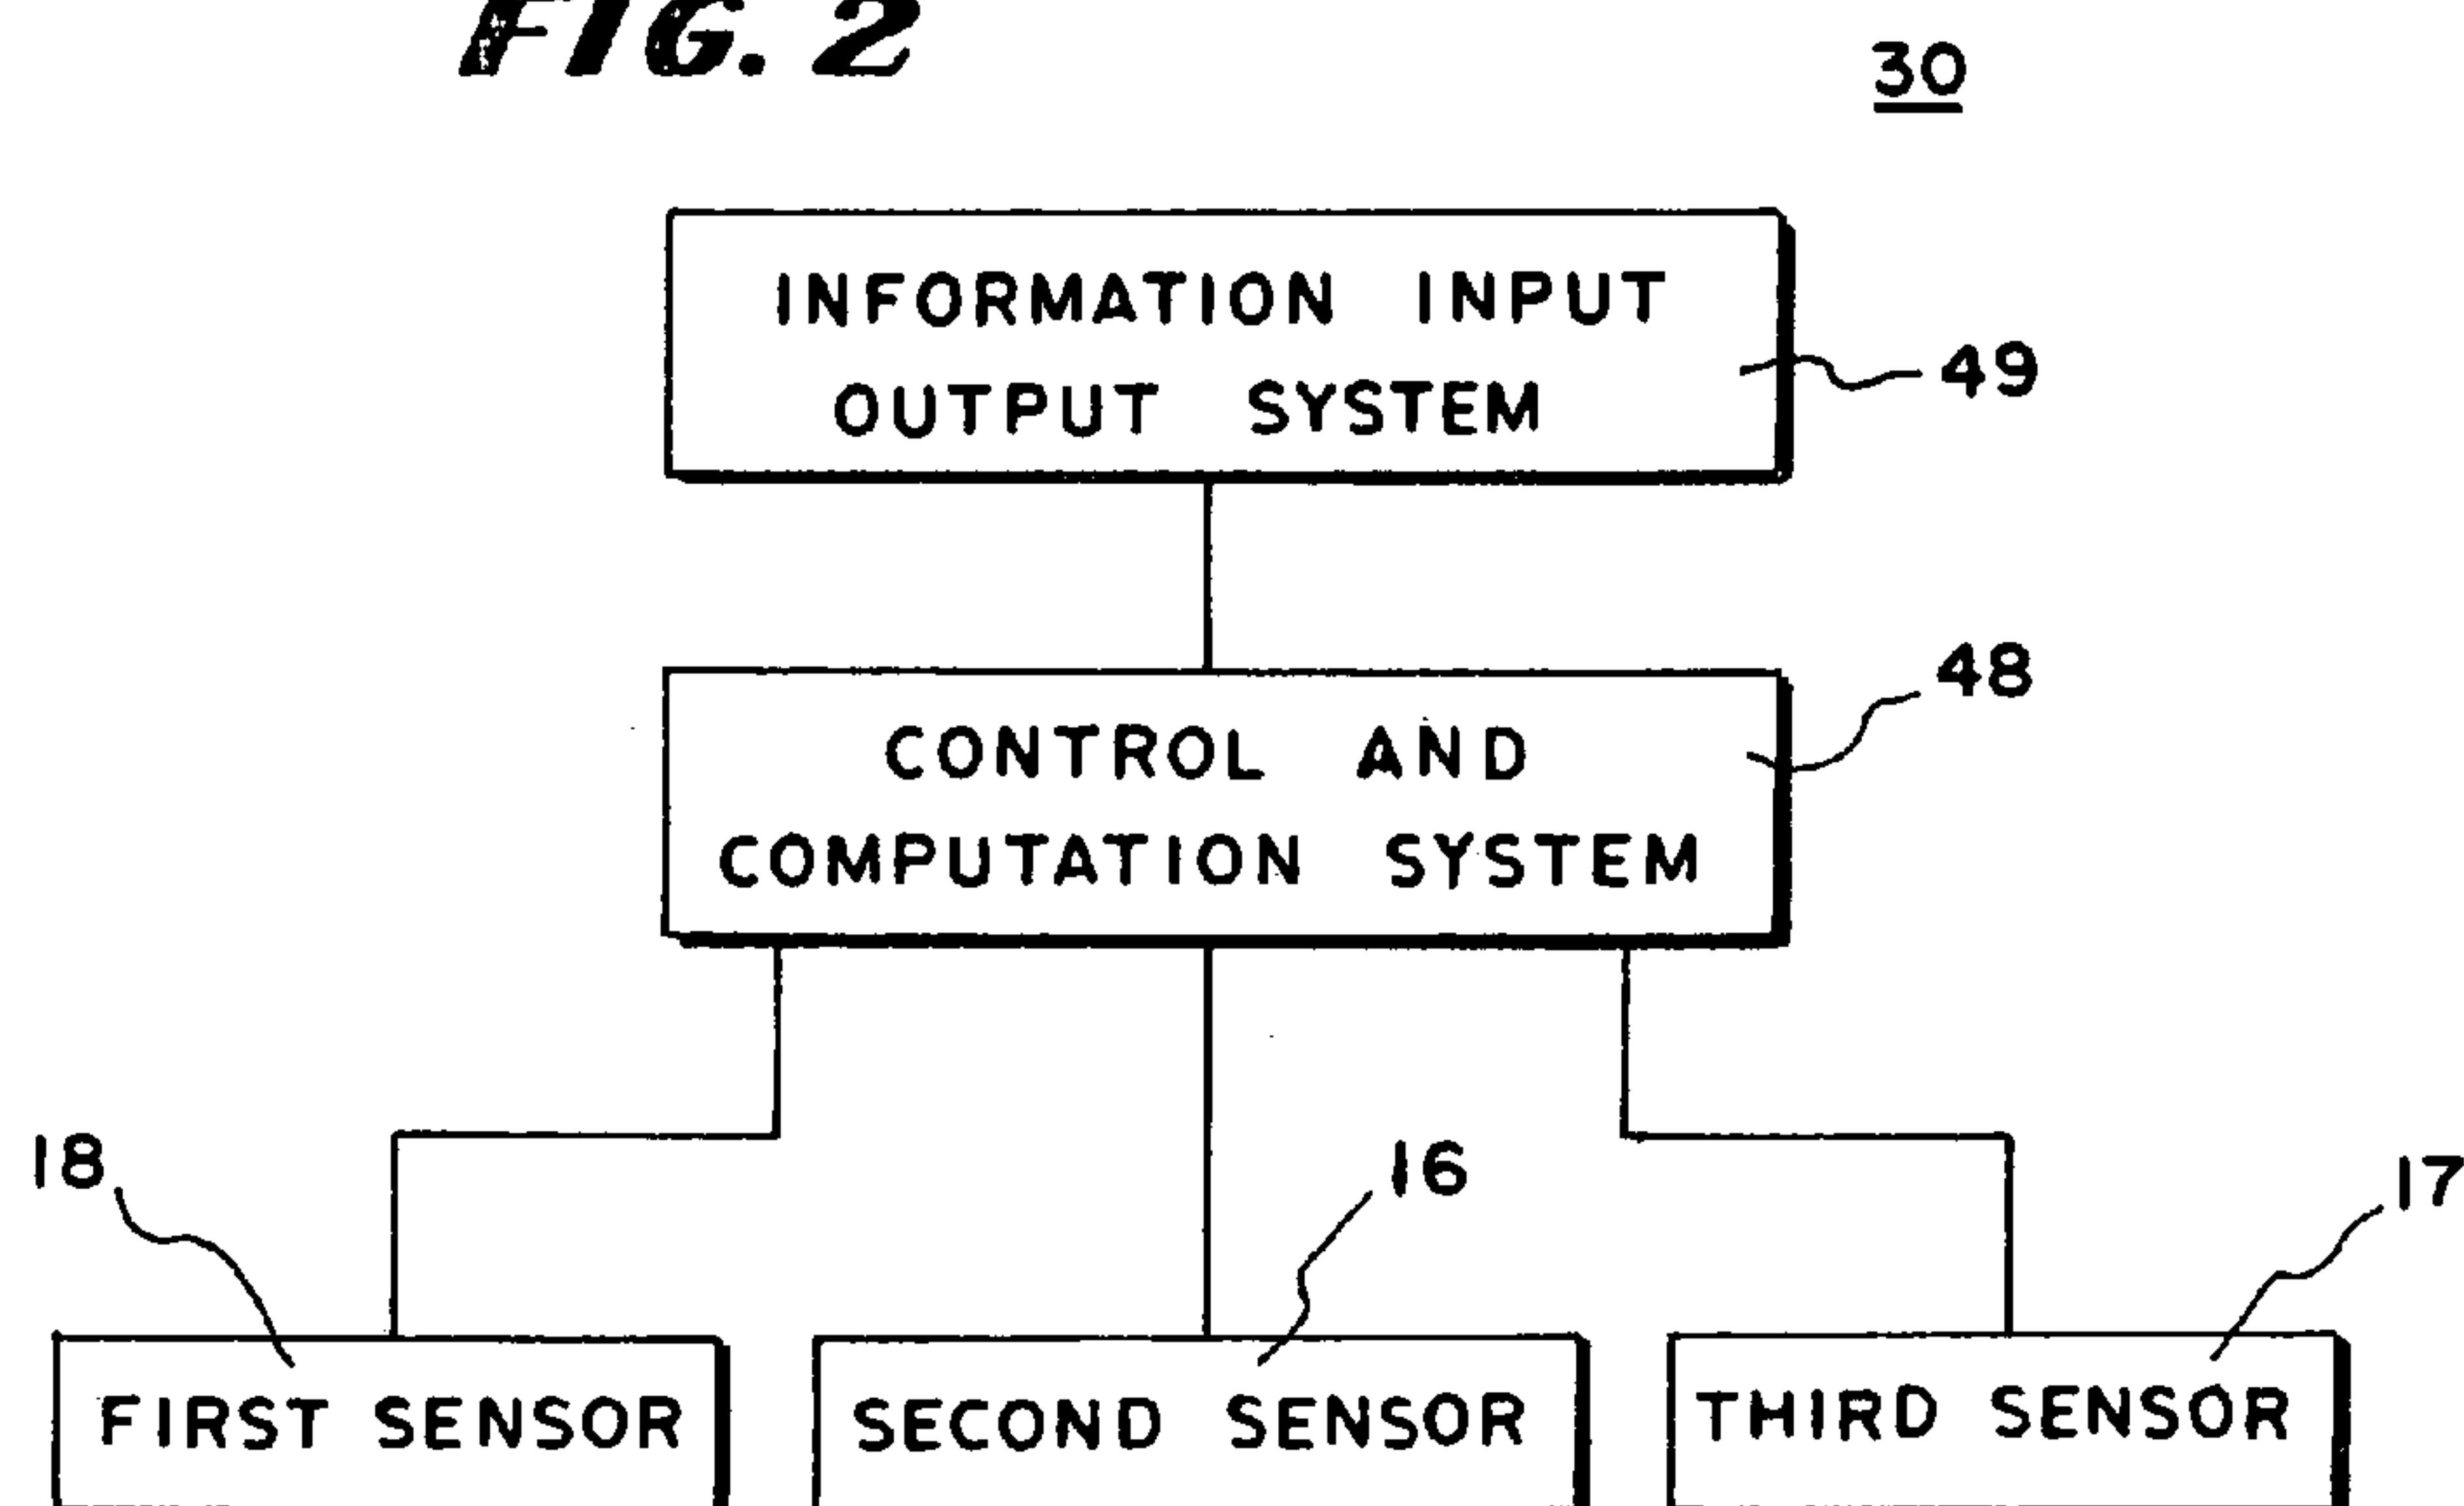 FIG. 2
30
INFORMATION INPUT
OUTPUT SYSTEM
49
48
CONTROL AND
COMPUTATION SYSTEM
18
16
17
FIRST SENSOR
SECOND SENSOR
THIRD SENSOR